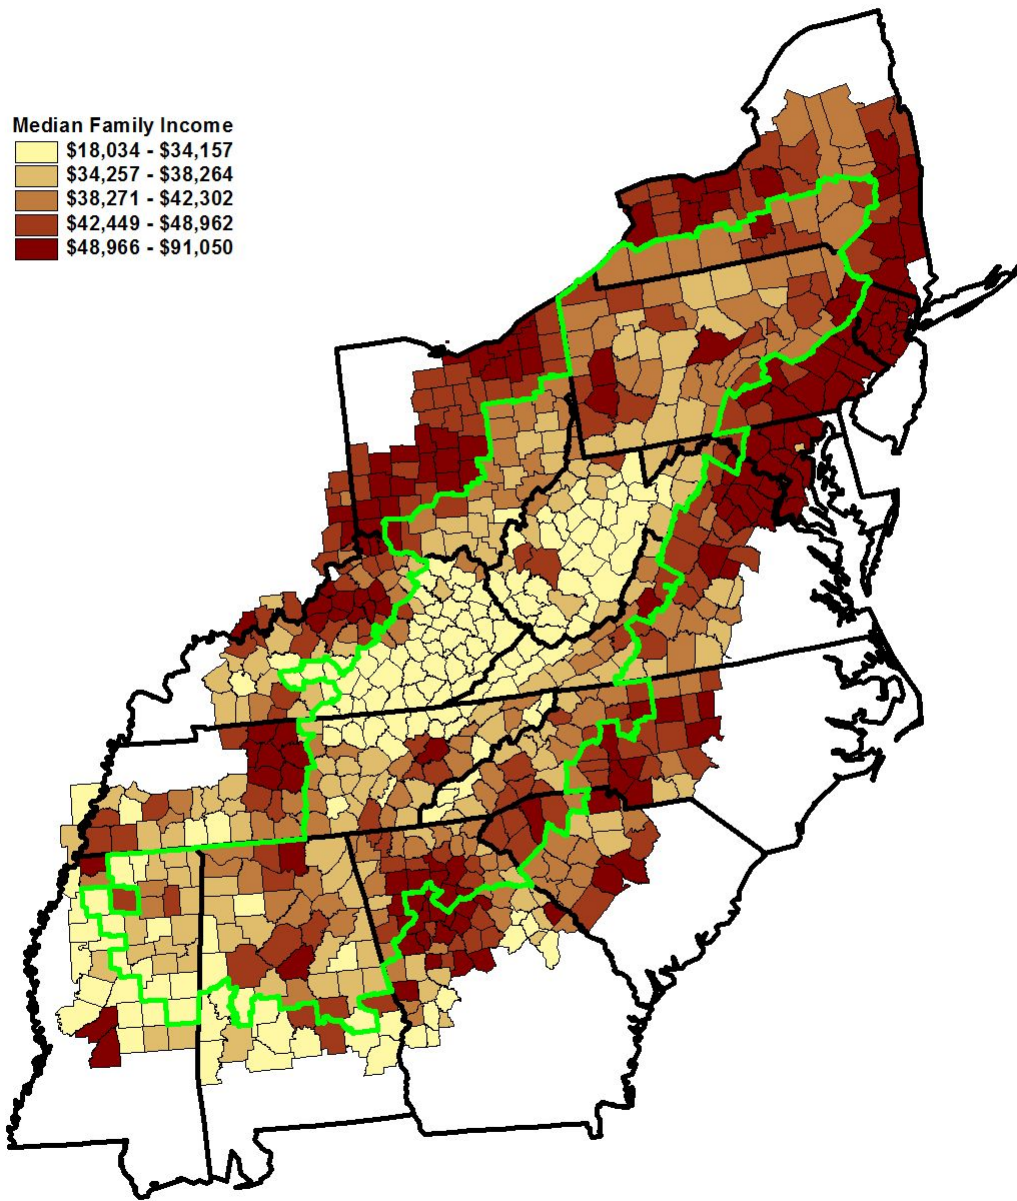 Median Family Income
$18,034 - $34,157
$34,257 - $38,264
$38,271 - $42,302
$42,449 - $48,962
$48,966 - $91,050